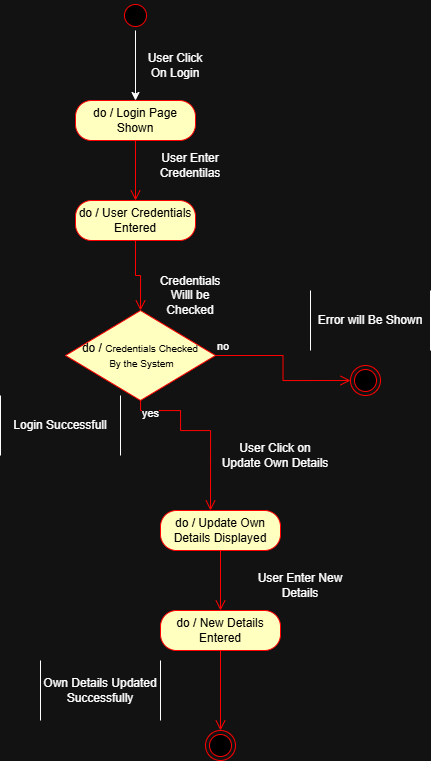 User Click
On Login
do / Login Page
Shown
User Enter
Credentilas
do / User Credentials
Entered
Credentials
Willl be
Checked
Error will Be Shown
do / Credentials Checked
By the System
no
yes
Login Successfull
User Click on
Update Own Details
do / Update Own
Details Displayed
User Enter New
Details
do / New Details
Entered
Own Details Updated
Successfully